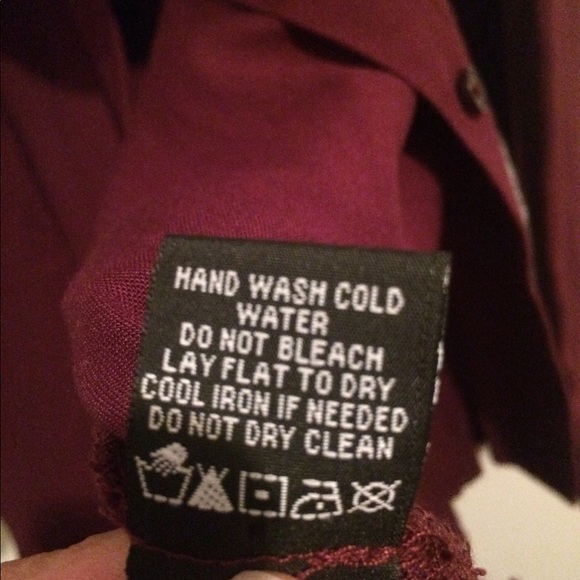 HAND WASH COLD
WATER
DO NOT BLEACH
LAY FLAT TO DRY
COOL IRON IF NEEDED
DO NOT DRY CLEAN